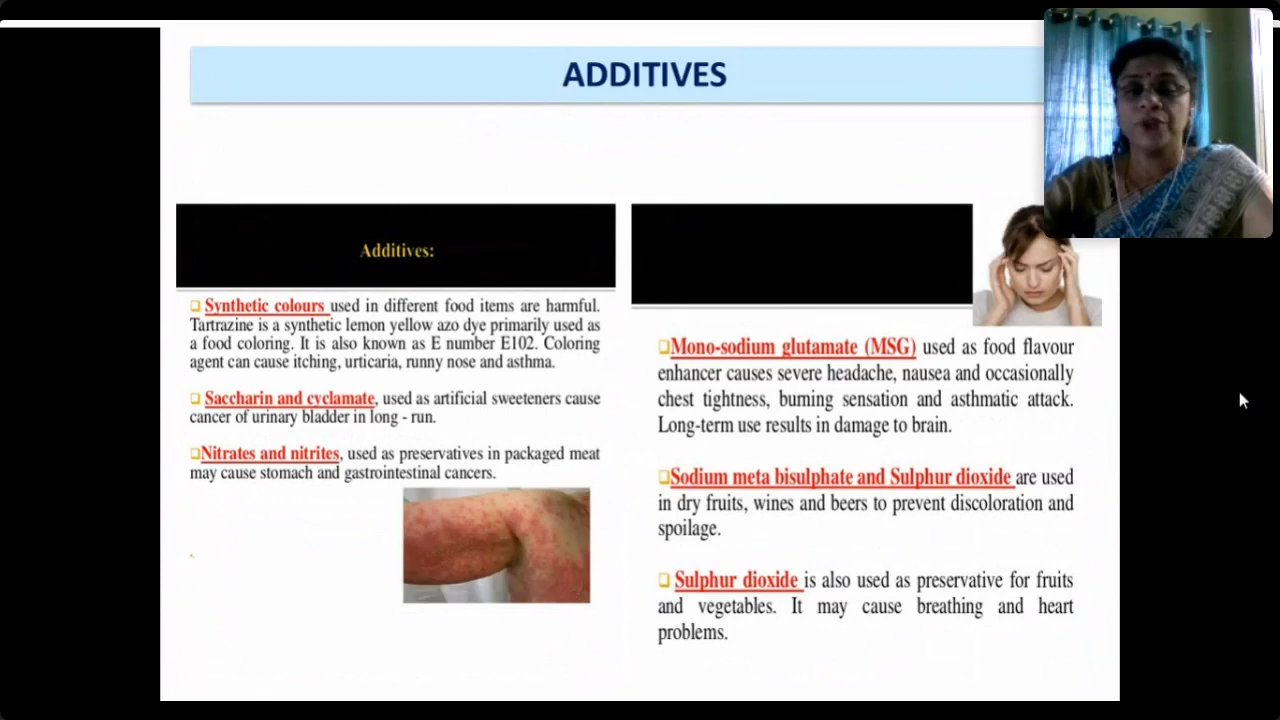 ADDITIVES
Additives:
Synthetic colours used in different food items are harmful.
Tartrazine is a synthetic lemon yellow azo dye primarily used as
a food coloring. It is also known as E number E102. Coloring
agent can cause itching, urticaria, runny nose and asthma.
Saccharin and cyclamate, used as artificial sweeteners cause
cancer of urinary bladder in long - run.
Nitrates and nitrites, used as preservatives in packaged meat
may cause stomach and gastrointestinal cancers.
Mono-sodium glutamate (MSG) used as food flavour
enhancer causes severe headache, nausea and occasionally
chest tightness, burning sensation and asthmatic attack.
Long-term use results in damage to brain.
Sodium meta bisulphate and Sulphur dioxide are used
in dry fruits, wines and beers to prevent discoloration and
spoilage.
Sulphur dioxide is also used as preservative for fruits
and vegetables. It may cause breathing and heart
problems.